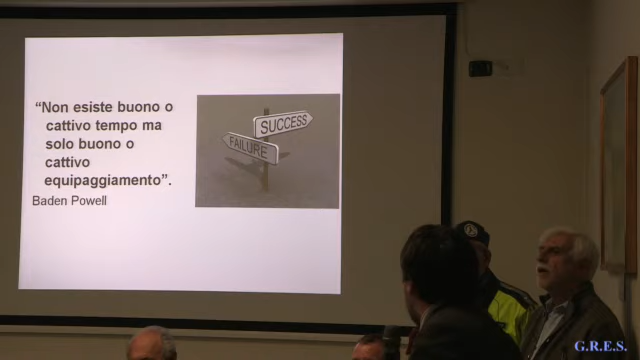 “Non esiste buono o
cattivo tempo ma
solo buono o
cattivo
equipaggiamento”.
Baden Powell
SUCCESS
FAILURE
G.R.E.S.